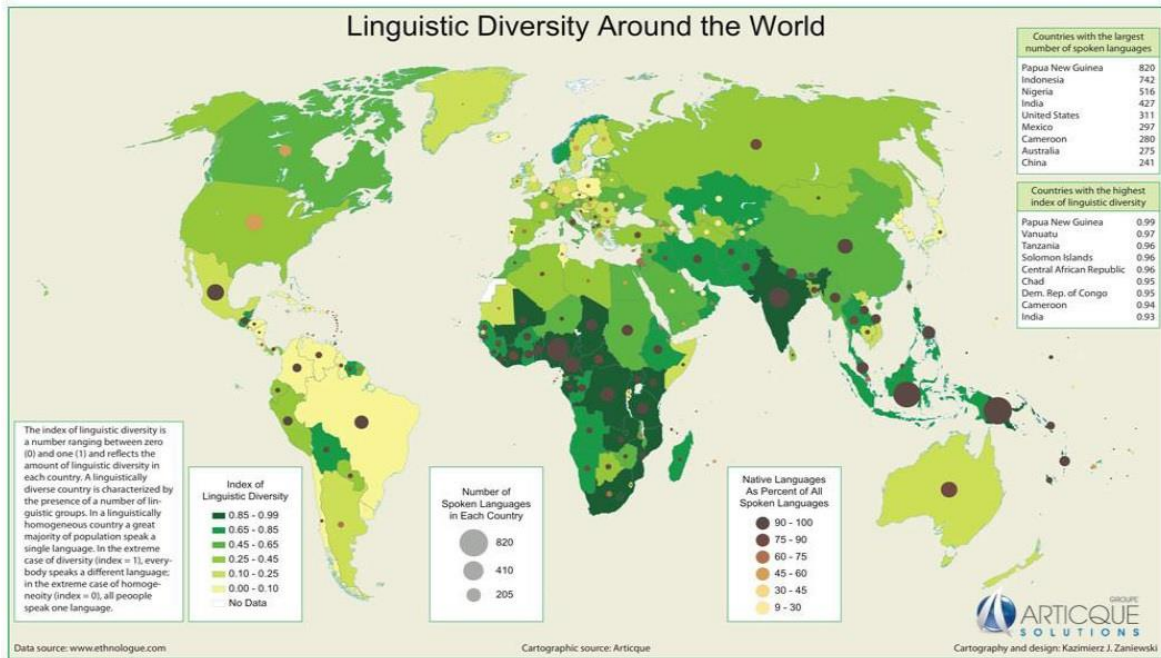 Linguistic Diversity Around the World
Countries with the largest
number of spoken languages
Papua New Guinea 820
Indonesia 742
Nigeria 516
India 427
United States 311
Mexico 297
Cameroon 280
Australia 275
China 241
Countries with the highest
index of linguistic diversity
Papua New Guinea 0.99
Vanuatu 0.97
Tanzania 0.96
Solomon Islands 0.96
Central African Republic 0.96
Chad 0.95
Dem. Rep. of Congo 0.95
Cameroon 0.94
India 0.93
The index of linguistic diversity is
a number ranging between zero
(0) and one (1) and reflects the
amount of linguistic diversity in
each country. A linguistically
diverse country is characterized by
the presence of a number of lin-
guistic groups. In a linguistically
homogeneous country a great
majority of population speak a
single language. In the extreme
case of diversity (index = 1), every-
body speaks a different language;
in the extreme case of homoge-
neity (index = 0), all peoople
speak one language.
Index of
Linguistic Diversity
0.85 - 0.99
0.65 - 0.85
0.45 - 0.65
0.25 - 0.45
0.10 - 0.25
0.00 - 0.10
No Data
Number of
Spoken Languages
in Each Country
820
410
205
Native Languages
As Percent of All
Spoken Languages
90 - 100
75 - 90
60 - 75
45 - 60
30 - 45
9 - 30
GROUPE
ARTICQUE
SOLUTIONS
Data source: www.ethnologue.com
Cartographic source: Articque
Cartography and design: Kazimierz J. Zaniewski